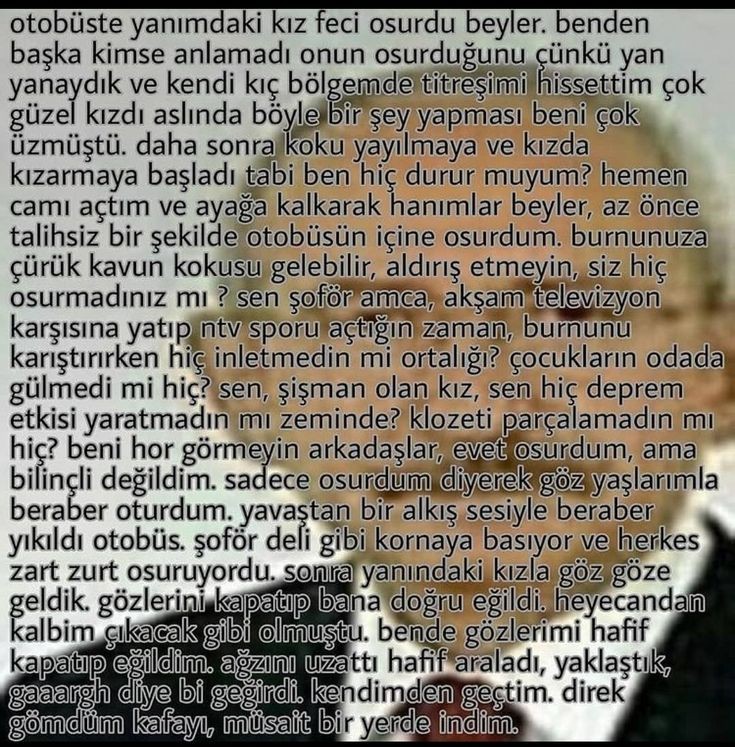 otobüste yanımdaki kız feci osurdu beyler. benden
başka kimse anlamadı onun osurduğunu çünkü yan
yanaydık ve kendi kıç bölgemde titreşimi hissettim çok
güzel kızdı aslında böyle bir şey yapması beni çok
üzmüştü. daha sonra koku yayılmaya ve kızda
kızarmaya başladı tabi ben hiç durur muyum? hemen
camı açtım ve ayağa kalkarak hanımlar beyler, az önce
talihsiz bir şekilde otobüsün içine osurdum. burnunuza
çürük kavun kokusu gelebilir, aldırış etmeyin, siz hiç
osurmadınız mı ? sen şoför amca, akşam televizyon
karşısına yatıp ntv sporu açtığın zaman, burnunu
karıştırırken hiç inletmedin mi ortalığı? çocukların odada
gülmedi mi hiç? sen, şişman olan kız, sen hiç deprem
etkisi yaratmadın mı zeminde? klozeti parçalamadın mı
hiç? beni hor görmeyin arkadaşlar, evet osurdum, ama
bilinçli değildim. sadece osurdum diyerek göz yaşlarımla
beraber oturdum. yavaştan bir alkış sesiyle beraber
yıkıldı otobüs. şoför deli gibi kornaya basıyor ve herkes
zart zurt osuruyordu. sonra yanındaki kızla göz göze
geldik. gözlerini kapatıp bana doğru eğildi. heyecandan
kalbim çıkacak gibi olmuştu. bende gözlerimi hafif
kapatıp eğildim. ağzını uzattı hafif araladı, yaklaştık,
gaaargh diye bi geğirdi. kendimden geçtim. direk
gömdüm kafayı, müsait bir yerde indim.